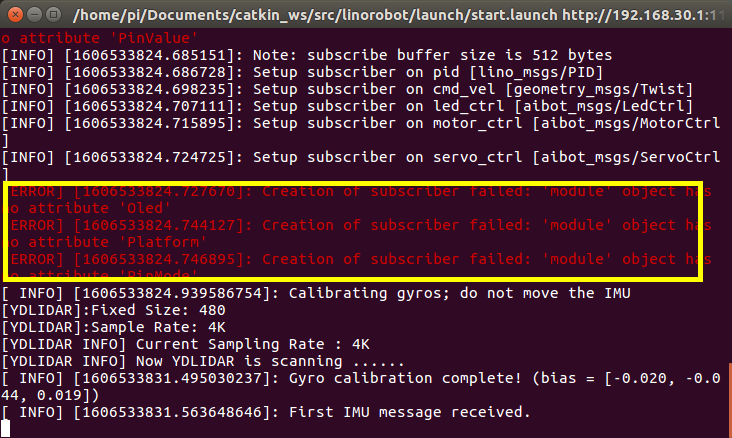 /home/pi/Documents/catkin_ws/src/linorobot/launch/start.launch http://192.168.30.1:11
o attribute 'PinValue'
[INFO] [1606533824.685151]: Note: subscribe buffer size is 512 bytes
[INFO] [1606533824.686728]: Setup subscriber on pid [lino_msgs/PID]
[INFO] [1606533824.698235]: Setup subscriber on cmd_vel [geometry_msgs/Twist]
[INFO] [1606533824.707111]: Setup subscriber on led_ctrl [aibot_msgs/LedCtrl]
[INFO] [1606533824.715895]: Setup subscriber on motor_ctrl [aibot_msgs/MotorCtrl
]
[INFO] [1606533824.724725]: Setup subscriber on servo_ctrl [aibot_msgs/ServoCtrl
]
[ERROR] [1606533824.727670]: Creation of subscriber failed: 'module' object has
no attribute 'Oled'
[ERROR] [1606533824.744127]: Creation of subscriber failed: 'module' object has
no attribute 'Platform'
[ERROR] [1606533824.746895]: Creation of subscriber failed: 'module' object has
no attribute 'PinMode'
[ INFO] [1606533824.939586754]: Calibrating gyros; do not move the IMU
[YDLIDAR]:Fixed Size: 480
[YDLIDAR]:Sample Rate: 4K
[YDLIDAR INFO] Current Sampling Rate : 4K
[YDLIDAR INFO] Now YDLIDAR is scanning ......
[ INFO] [1606533831.495030237]: Gyro calibration complete! (bias = [-0.020, -0.0
44, 0.019])
[ INFO] [1606533831.563648646]: First IMU message received.